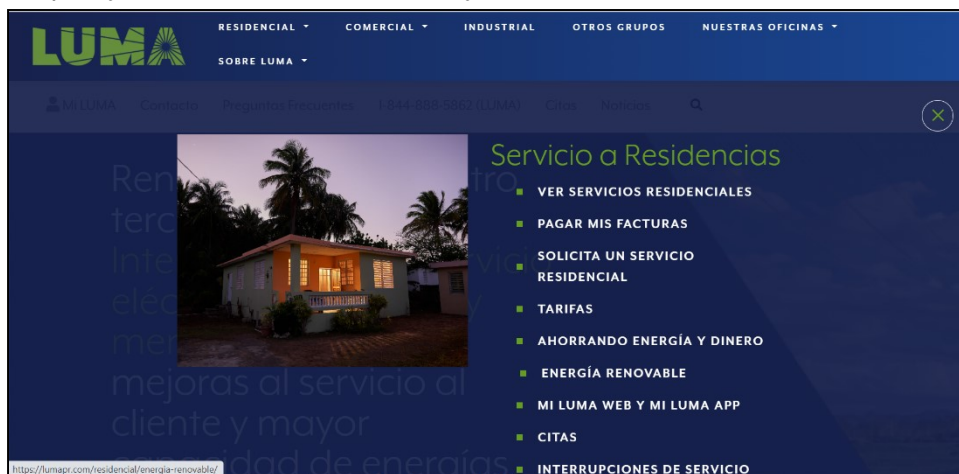 LUMA
RESIDENCIAL
COMERCIAL
INDUSTRIAL
OTROS GRUPOS
NUESTRAS OFICINAS
SOBRE LUMA
Mi LUMA
Contacto
Preguntas Frecuentes
1-844-888-5862 (LUMA)
Citas
Noticias
Servicio a Residencias
VER SERVICIOS RESIDENCIALES
PAGAR MIS FACTURAS
SOLICITA UN SERVICIO
RESIDENCIAL
TARIFAS
AHORRANDO ENERGÍA Y DINERO
ENERGÍA RENOVABLE
MI LUMA WEB Y MI LUMA APP
CITAS
INTERRUPCIONES DE SERVICIO
mejoras al servicio al
cliente y mayor
de energías
https://lumapr.com/residencial/energia-renovable/